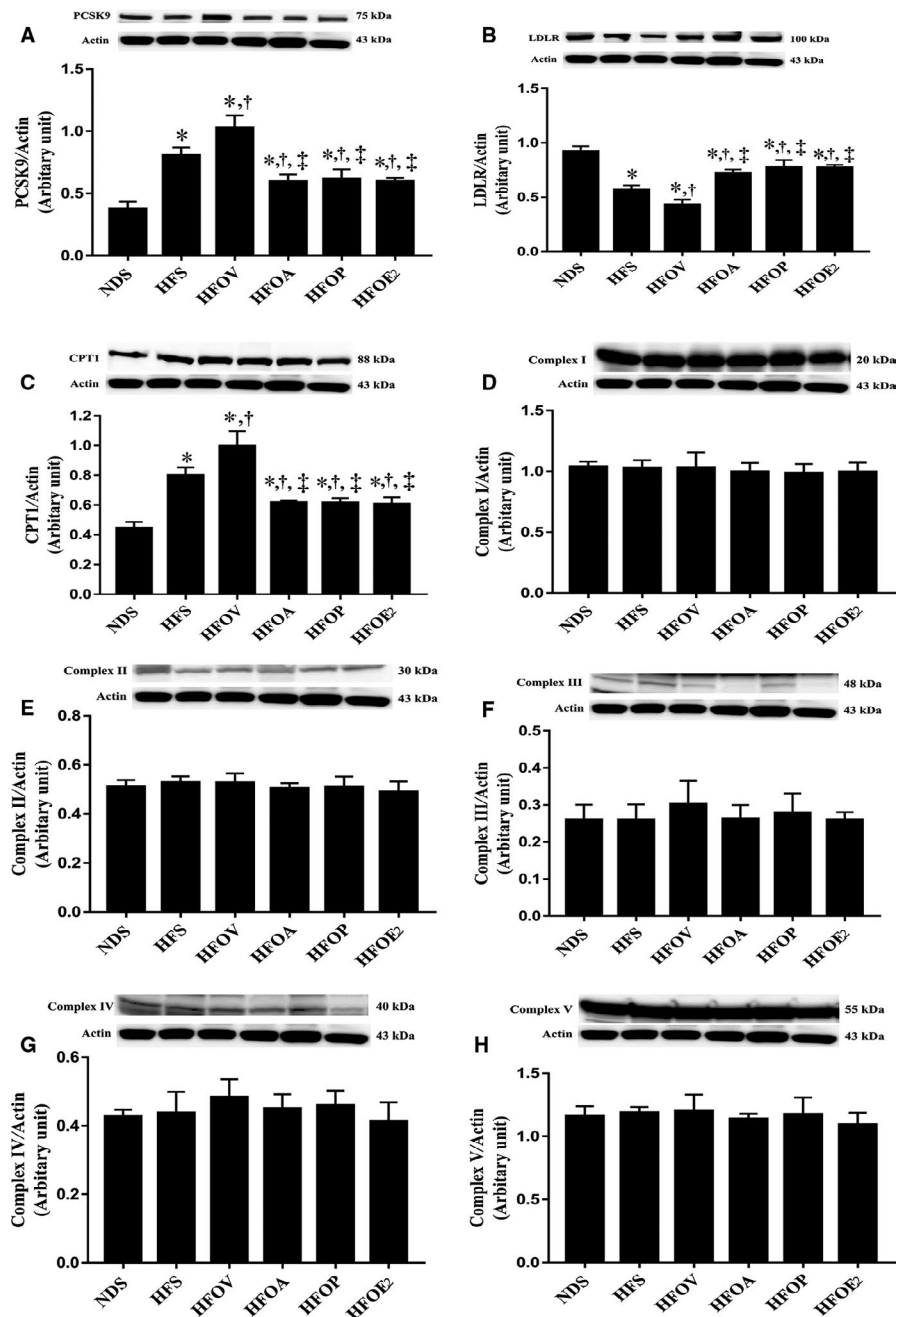 PCSK9 75 kDa
A Actin 43 kDa
1.5
1.0
0.5
0.0
PCSK9/Actin
(Arbitary unit)
* *,† *,†, ‡ *,†, ‡ *,†, ‡
NDS HFS HFOV HFOA HFOP HFOE2
B
LDLR 100 kDa
Actin 43 kDa
1.5
1.0
0.5
0.0
LDLR/Actin
(Arbitary unit)
* *,† *,†, ‡ *,†, ‡ *,†, ‡
NDS HFS HFOV HFOA HFOP HFOE2
CPT1 88 kDa
C Actin 43 kDa
1.2
1.0
0.8
0.6
0.4
0.2
0.0
CPT1/Actin
(Arbitary unit)
* *,† *,†, ‡ *,†, ‡ *,†, ‡
NDS HFS HFOV HFOA HFOP HFOE2
Complex I 20 kDa
D Actin 43 kDa
1.5
1.0
0.5
0.0
Complex I/Actin
(Arbitary unit)
NDS HFS HFOV HFOA HFOP HFOE2
Complex II 30 kDa
E Actin 43 kDa
0.8
0.6
0.4
0.2
0.0
Complex II/Actin
(Arbitary unit)
NDS HFS HFOV HFOA HFOP HFOE2
Complex III 48 kDa
F Actin 43 kDa
0.5
0.4
0.3
0.2
0.1
0.0
Complex III/Actin
(Arbitary unit)
NDS HFS HFOV HFOA HFOP HFOE2
Complex IV 40 kDa
G Actin 43 kDa
0.6
0.4
0.2
0.0
Complex IV/Actin
(Arbitary unit)
NDS HFS HFOV HFOA HFOP HFOE2
Complex V 55 kDa
H Actin 43 kDa
1.5
1.0
0.5
0.0
Complex V/Actin
(Arbitary unit)
NDS HFS HFOV HFOA HFOP HFOE2